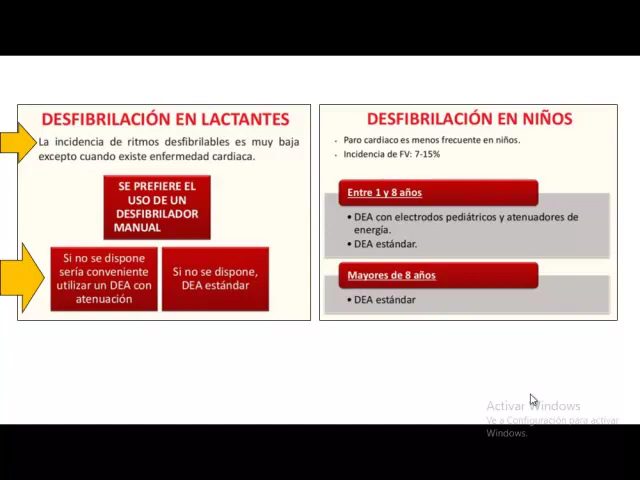 DESFIBRILACIÓN EN LACTANTES
La incidencia de ritmos desfibrilables es muy baja
excepto cuando existe enfermedad cardiaca.
SE PREFIERE EL
USO DE UN
DESFIBRILADOR
MANUAL
Si no se dispone
sería conveniente
utilizar un DEA con
atenuación
Si no se dispone,
DEA estándar
DESFIBRILACIÓN EN NIÑOS
- Paro cardiaco es menos frecuente en niños.
- Incidencia de FV: 7-15%
Entre 1 y 8 años
• DEA con electrodos pediátricos y atenuadores de
energía.
• DEA estándar.
Mayores de 8 años
• DEA estándar
Activar Windows
Ve a Configuración para activar
Windows.